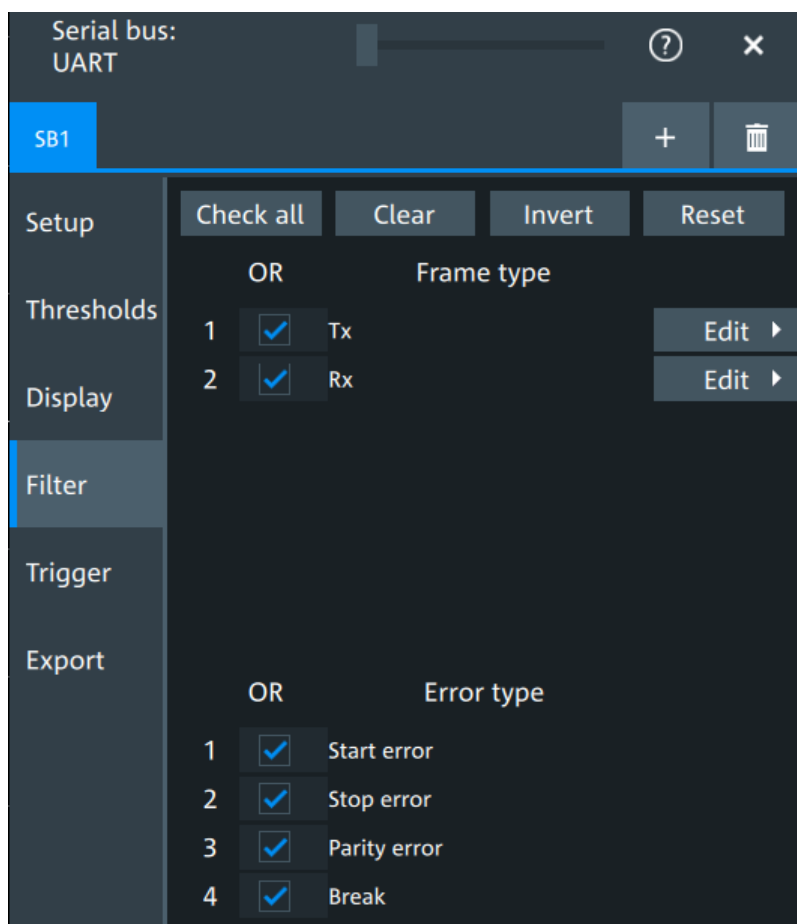 Serial bus:
UART
?
SB1
+
Setup
Thresholds
Display
Filter
Trigger
Export
Check all Clear Invert Reset
OR Frame type
1 Tx Edit
2 Rx Edit
OR Error type
1 Start error
2 Stop error
3 Parity error
4 Break